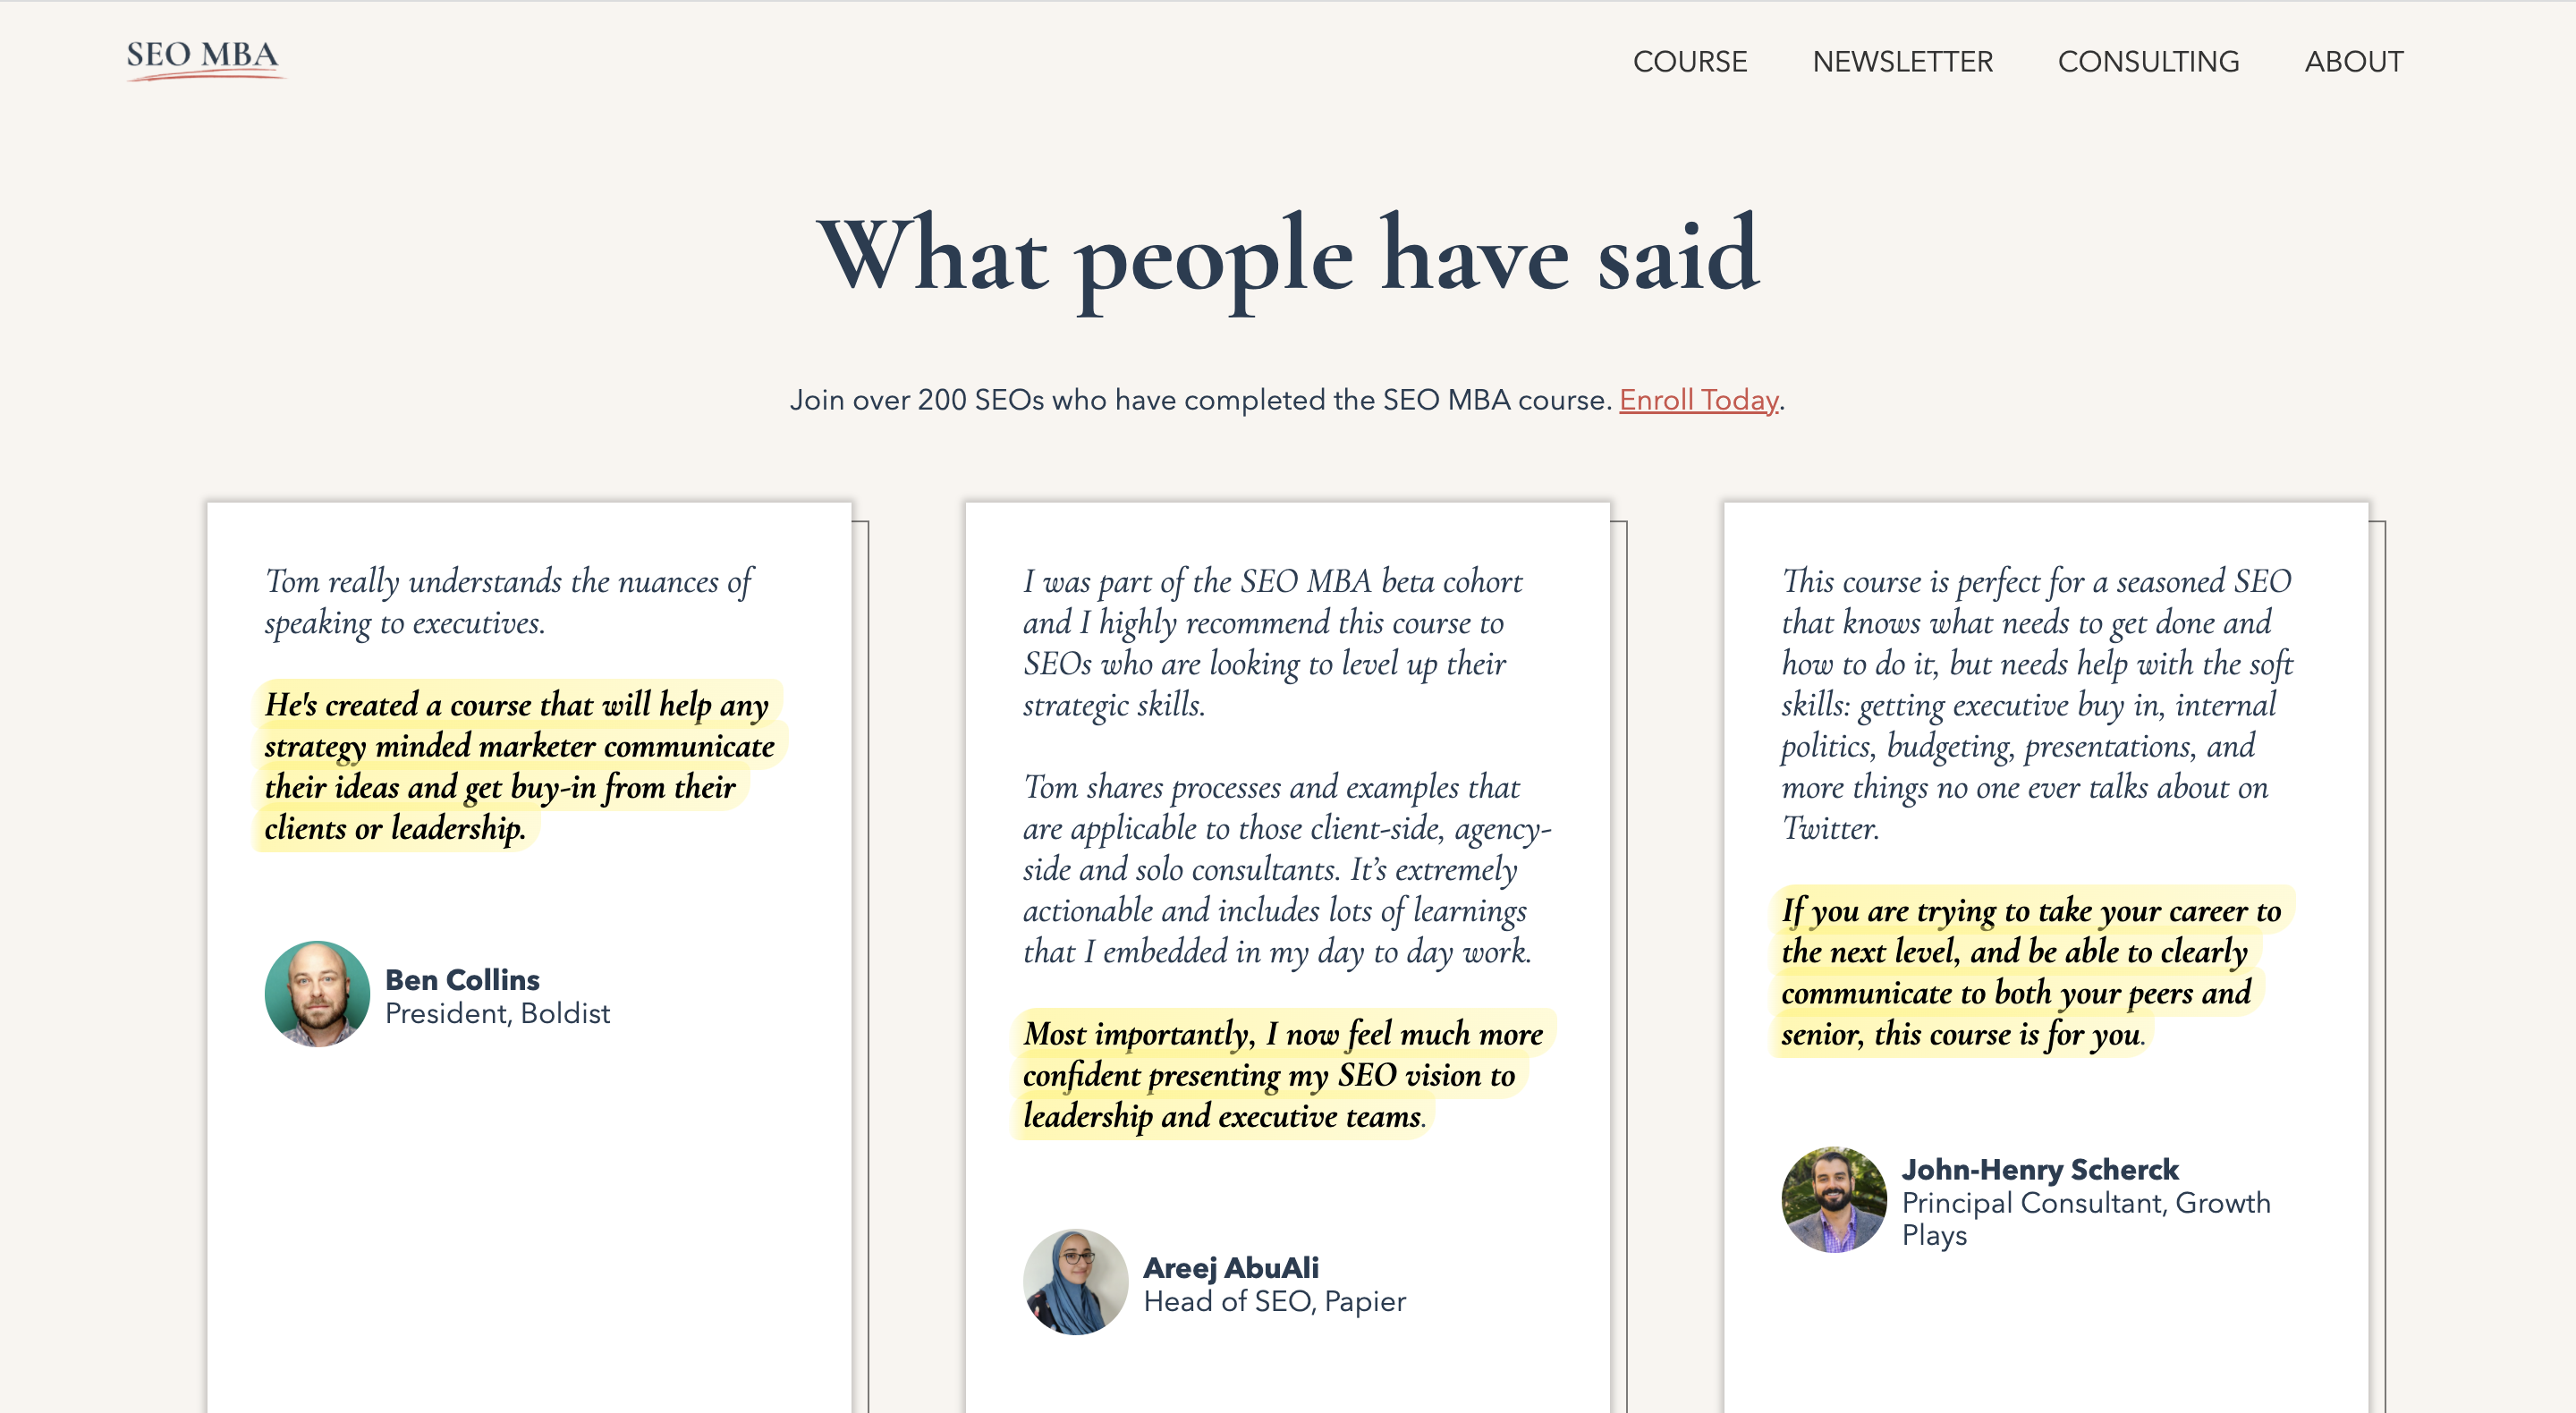 SEO MBA
COURSE NEWSLETTER CONSULTING ABOUT
What people have said
Join over 200 SEOs who have completed the SEO MBA course. Enroll Today.
Tom really understands the nuances of
speaking to executives.
He's created a course that will help any
strategy minded marketer communicate
their ideas and get buy-in from their
clients or leadership.
Ben Collins
President, Boldist
I was part of the SEO MBA beta cohort
and I highly recommend this course to
SEOs who are looking to level up their
strategic skills.
Tom shares processes and examples that
are applicable to those client-side, agency-
side and solo consultants. It’s extremely
actionable and includes lots of learnings
that I embedded in my day to day work.
Most importantly, I now feel much more
confident presenting my SEO vision to
leadership and executive teams.
Areej AbuAli
Head of SEO, Papier
This course is perfect for a seasoned SEO
that knows what needs to get done and
how to do it, but needs help with the soft
skills: getting executive buy in, internal
politics, budgeting, presentations, and
more things no one ever talks about on
Twitter.
If you are trying to take your career to
the next level, and be able to clearly
communicate to both your peers and
senior, this course is for you.
John-Henry Scherck
Principal Consultant, Growth
Plays